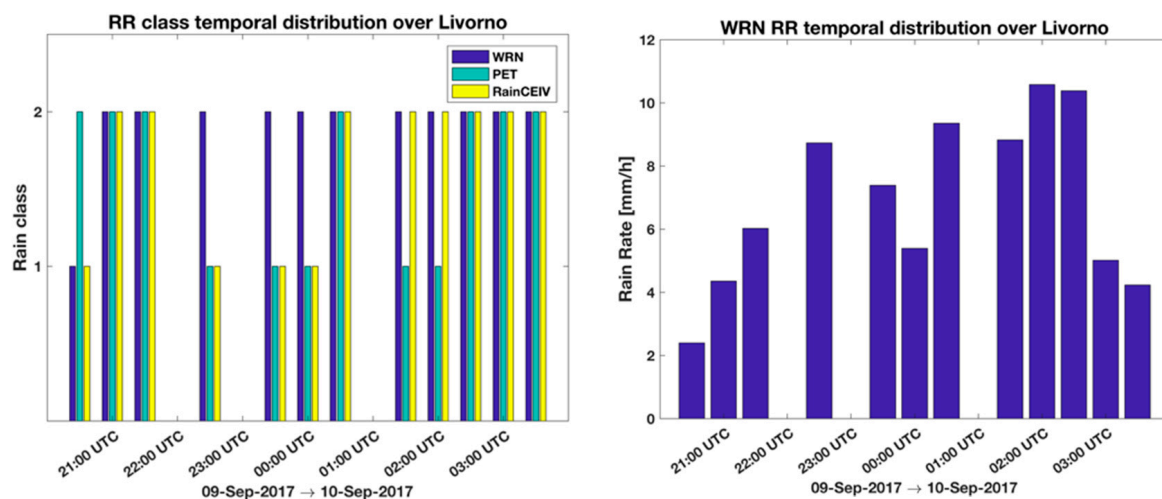 RR class temporal distribution over Livorno
WRN
PET
RainCEIV
2
1
Rain class
21:00 UTC
22:00 UTC
23:00 UTC
00:00 UTC
01:00 UTC
02:00 UTC
03:00 UTC
09-Sep-2017 → 10-Sep-2017
WRN RR temporal distribution over Livorno
12
10
8
6
4
2
0
Rain Rate [mm/h]
21:00 UTC
22:00 UTC
23:00 UTC
00:00 UTC
01:00 UTC
02:00 UTC
03:00 UTC
09-Sep-2017 → 10-Sep-2017